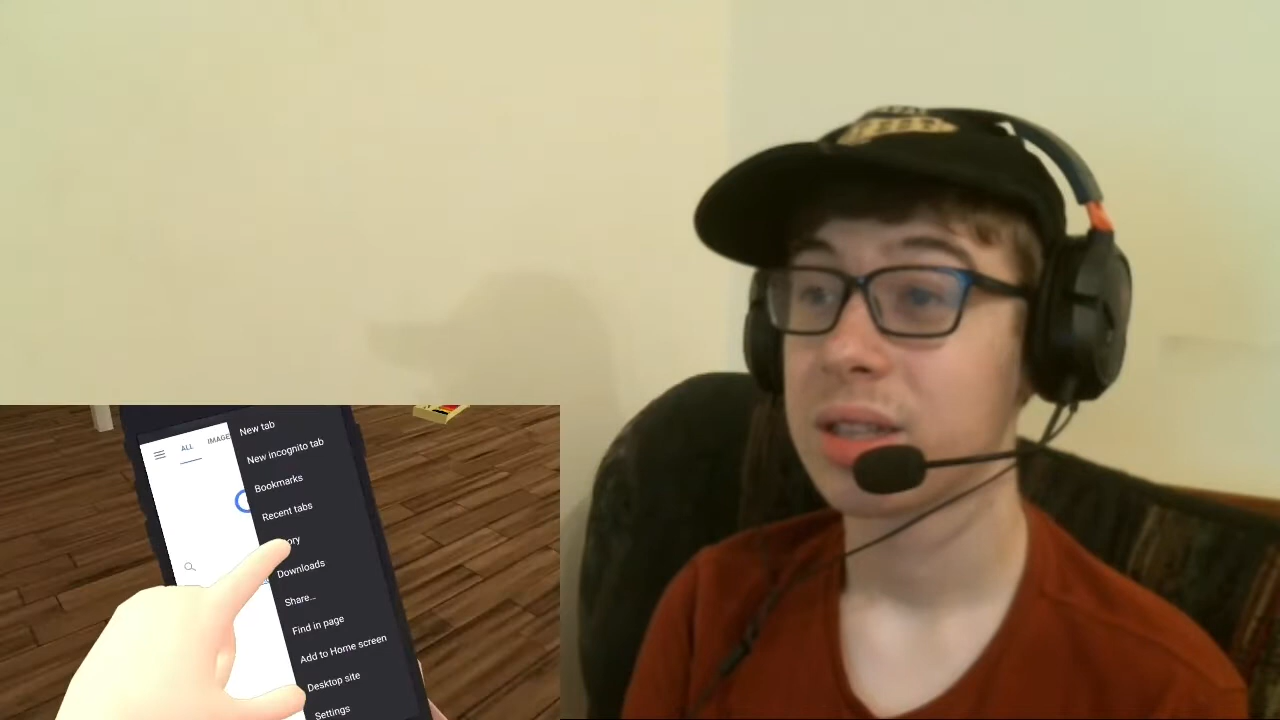 ALL
IMAGE
New tab
New incognito tab
Bookmarks
Recent tabs
ory
Downloads
Share...
Find in page
Add to Home screen
Desktop site
Settings